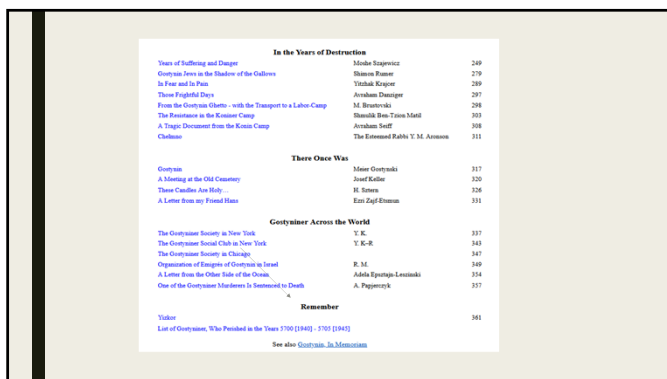 In the Years of Destruction
Years of Suffering and Danger Moshe Szajewicz 249
Gostynin Jews in the Shadow of the Gallows Shimon Rumer 279
In Fear and In Pain Yitzhak Krajcer 289
Those Frightful Days Avraham Danziger 297
From the Gostynin Ghetto - with the Transport to a Labor-Camp M. Brustovski 298
The Resistance in the Koniner Camp Shmulik Ben-Tzion Matil 303
A Tragic Document from the Konin Camp Avraham Seiff 308
Chelmno The Esteemed Rabbi Y. M. Aronson 311
There Once Was
Gostynin Meier Gostynski 317
A Meeting at the Old Cemetery Josef Keller 320
These Candles Are Holy… H. Sztern 326
A Letter from my Friend Hans Ezri Zajf-Etsmun 331
Gostyniner Across the World
The Gostyniner Society in New York Y. K. 337
The Gostyniner Social Club in New York Y. K–R 343
The Gostyniner Society in Chicago 347
Organization of Emigrés of Gostynin in Israel R. M. 349
A Letter from the Other Side of the Ocean Adela Epsztajn-Leszinski 354
One of the Gostyniner Murderers Is Sentenced to Death A. Papjerczyk 357
Remember
Yizkor 361
List of Gostyniner, Who Perished in the Years 5700 [1940] - 5705 [1945]
See also Gostynin, In Memoriam